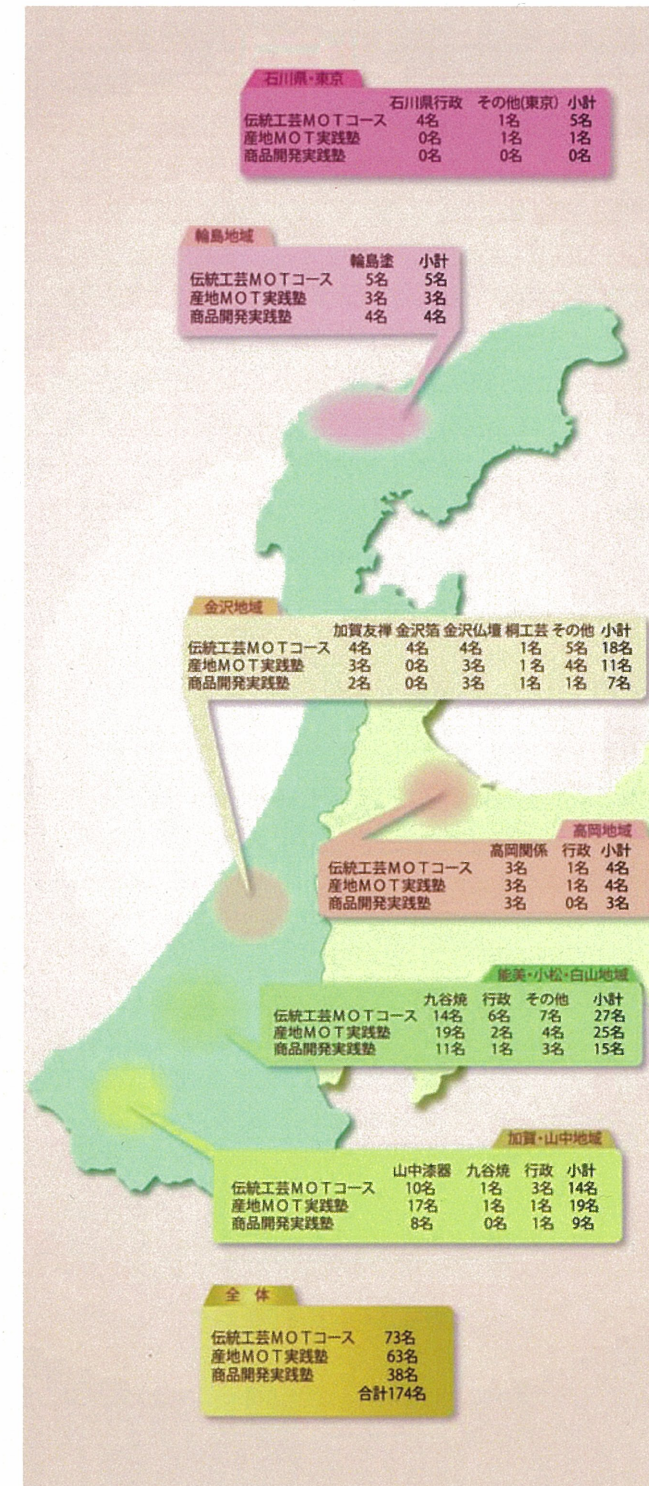 石川県・東京
石川県行政 その他(東京) 小計
伝統工芸MOTコース 4名 1名 5名
産地MOT実践塾 0名 1名 1名
商品開発実践塾 0名 0名 0名
輪島地域
輪島塗 小計
伝統工芸MOTコース 5名 5名
産地MOT実践塾 3名 3名
商品開発実践塾 4名 4名
金沢地域
加賀友禅 金沢箔 金沢仏壇 桐工芸 その他 小計
伝統工芸MOTコース 4名 4名 4名 1名 5名 18名
産地MOT実践塾 3名 0名 3名 1名 4名 11名
商品開発実践塾 2名 0名 3名 1名 1名 7名
高岡地域
高岡関係 行政 小計
伝統工芸MOTコース 3名 1名 4名
産地MOT実践塾 3名 1名 4名
商品開発実践塾 3名 0名 3名
能美・小松・白山地域
九谷焼 行政 その他 小計
伝統工芸MOTコース 14名 6名 7名 27名
産地MOT実践塾 19名 2名 4名 25名
商品開発実践塾 11名 1名 3名 15名
加賀・山中地域
山中漆器 九谷焼 行政 小計
伝統工芸MOTコース 10名 1名 3名 14名
産地MOT実践塾 17名 1名 1名 19名
商品開発実践塾 8名 0名 1名 9名
全 体
伝統工芸MOTコース 73名
産地MOT実践塾 63名
商品開発実践塾 38名
合計174名